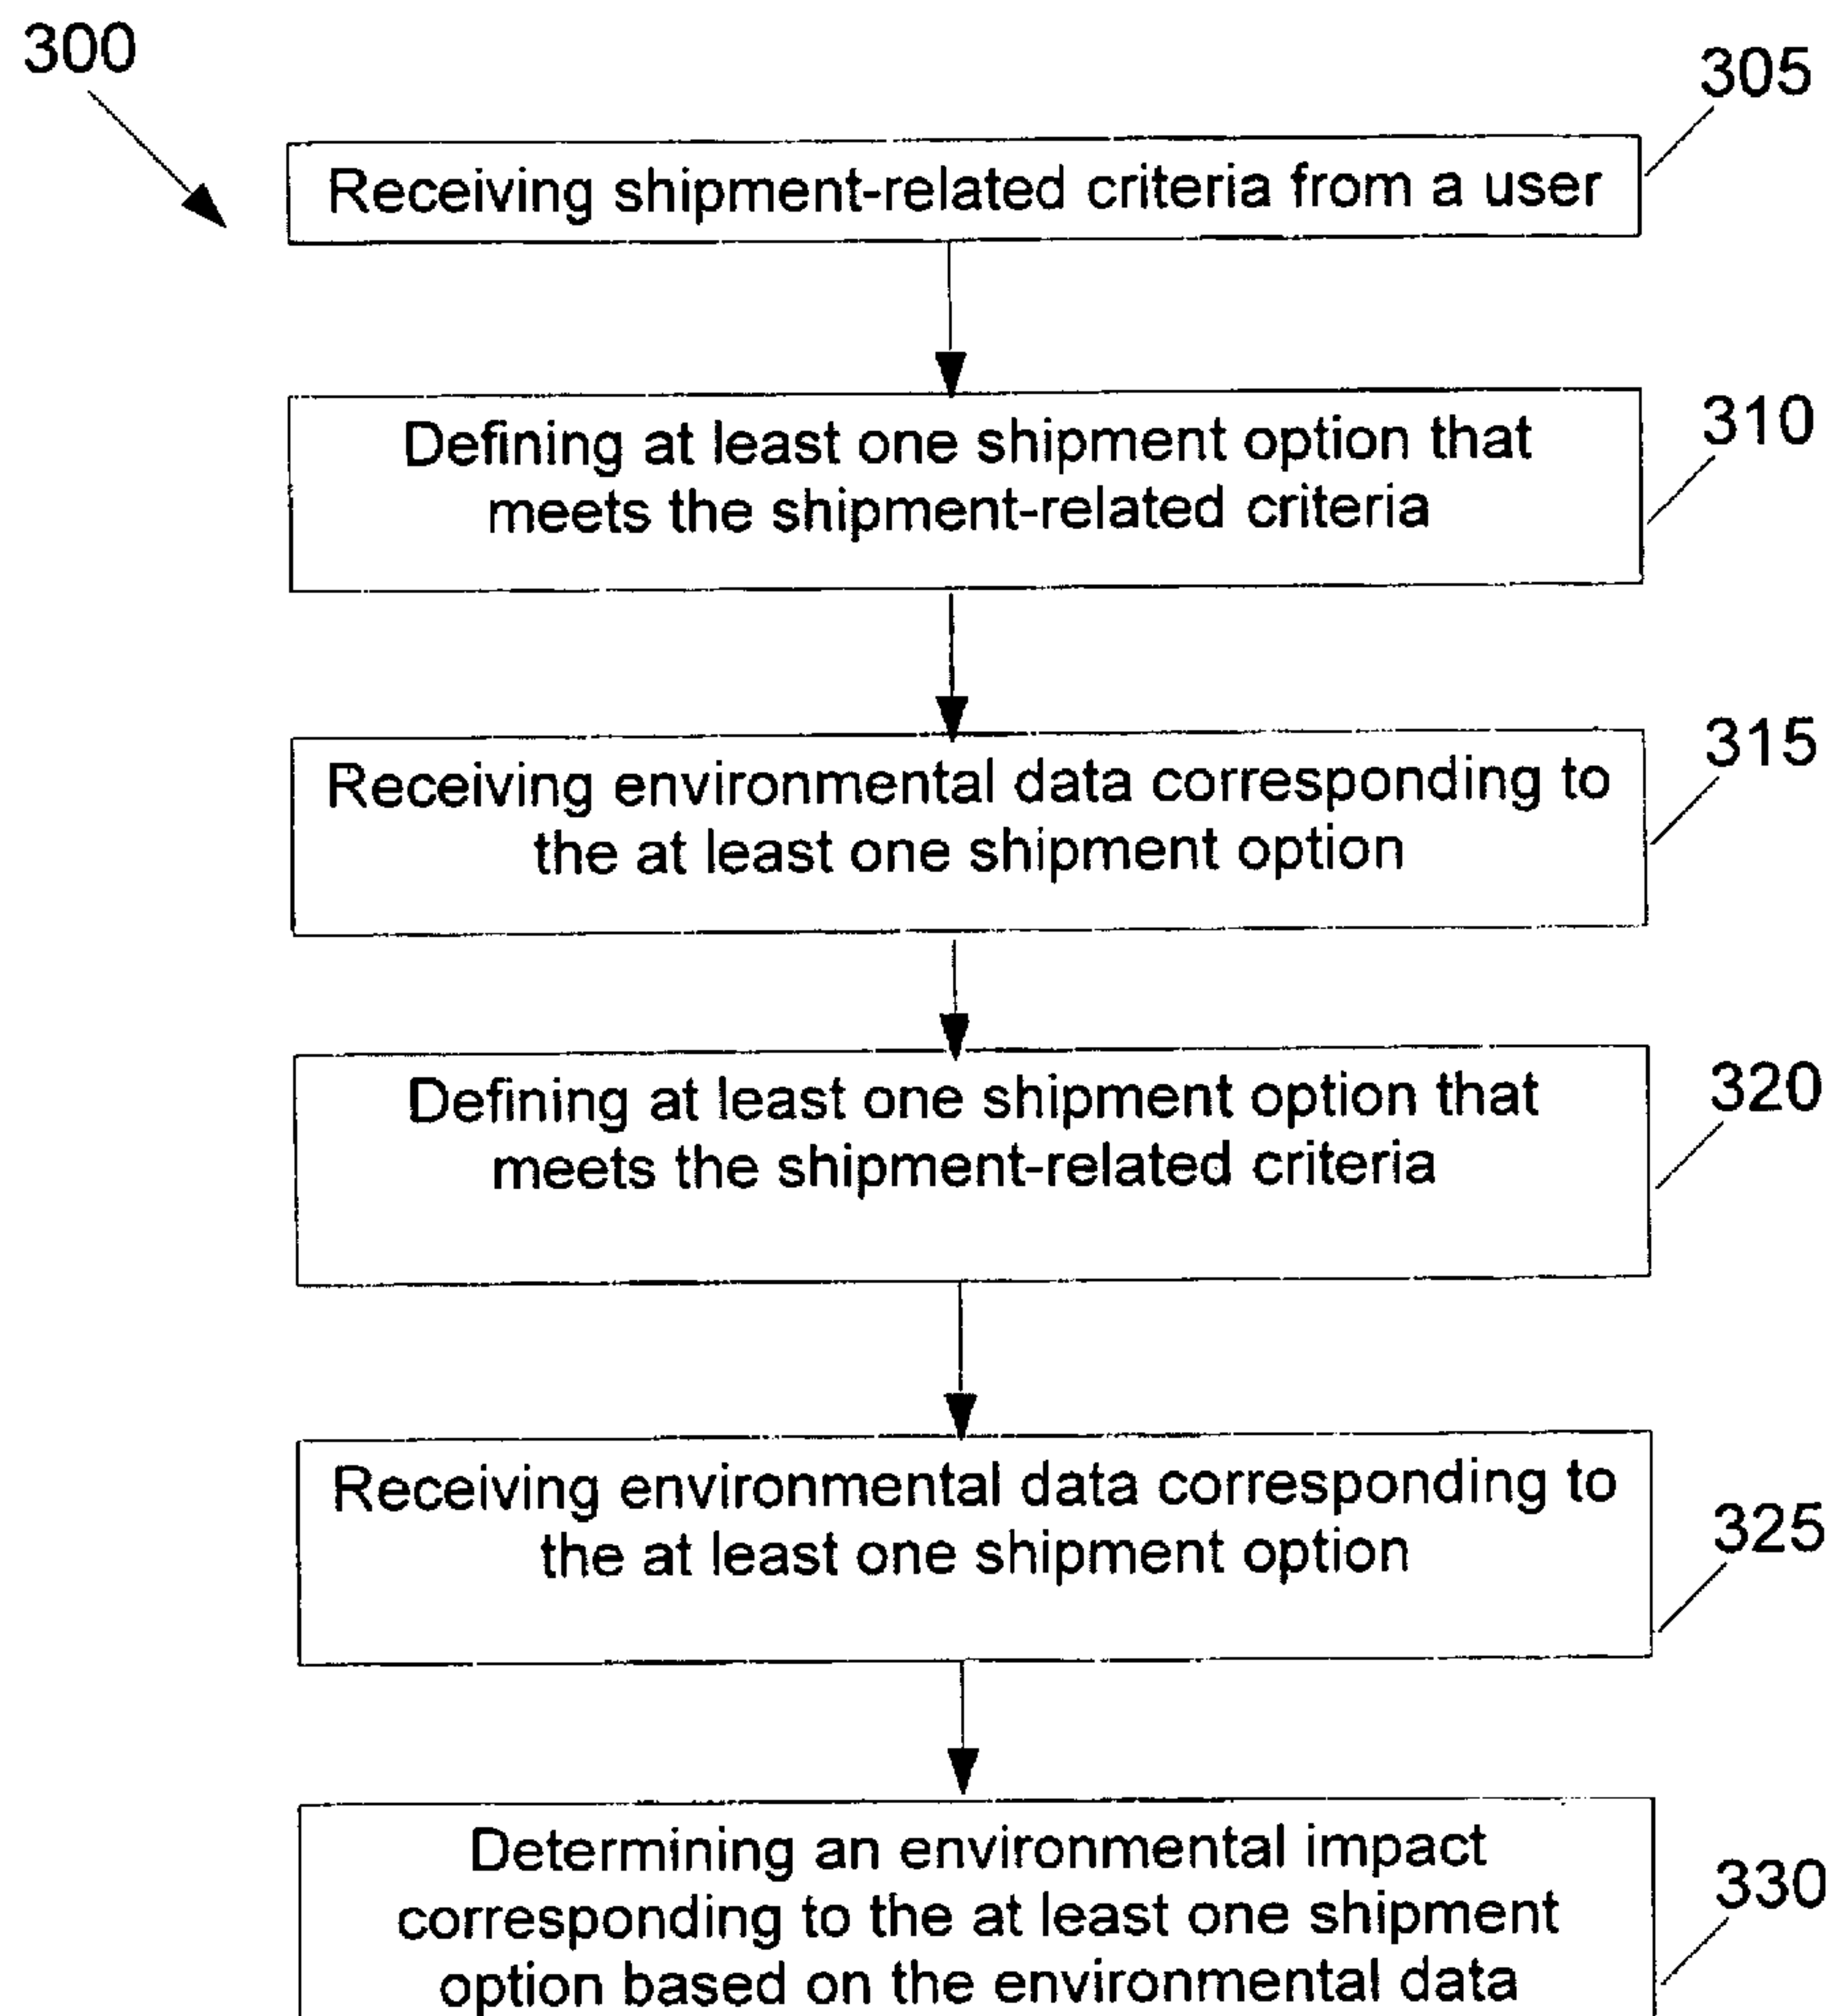 300
305
Receiving shipment-related criteria from a user
310
Defining at least one shipment option that
meets the shipment-related criteria
315
Receiving environmental data corresponding to
the at least one shipment option
320
Defining at least one shipment option that
meets the shipment-related criteria
325
Receiving environmental data corresponding to
the at least one shipment option
330
Determining an environmental impact
corresponding to the at least one shipment
option based on the environmental data